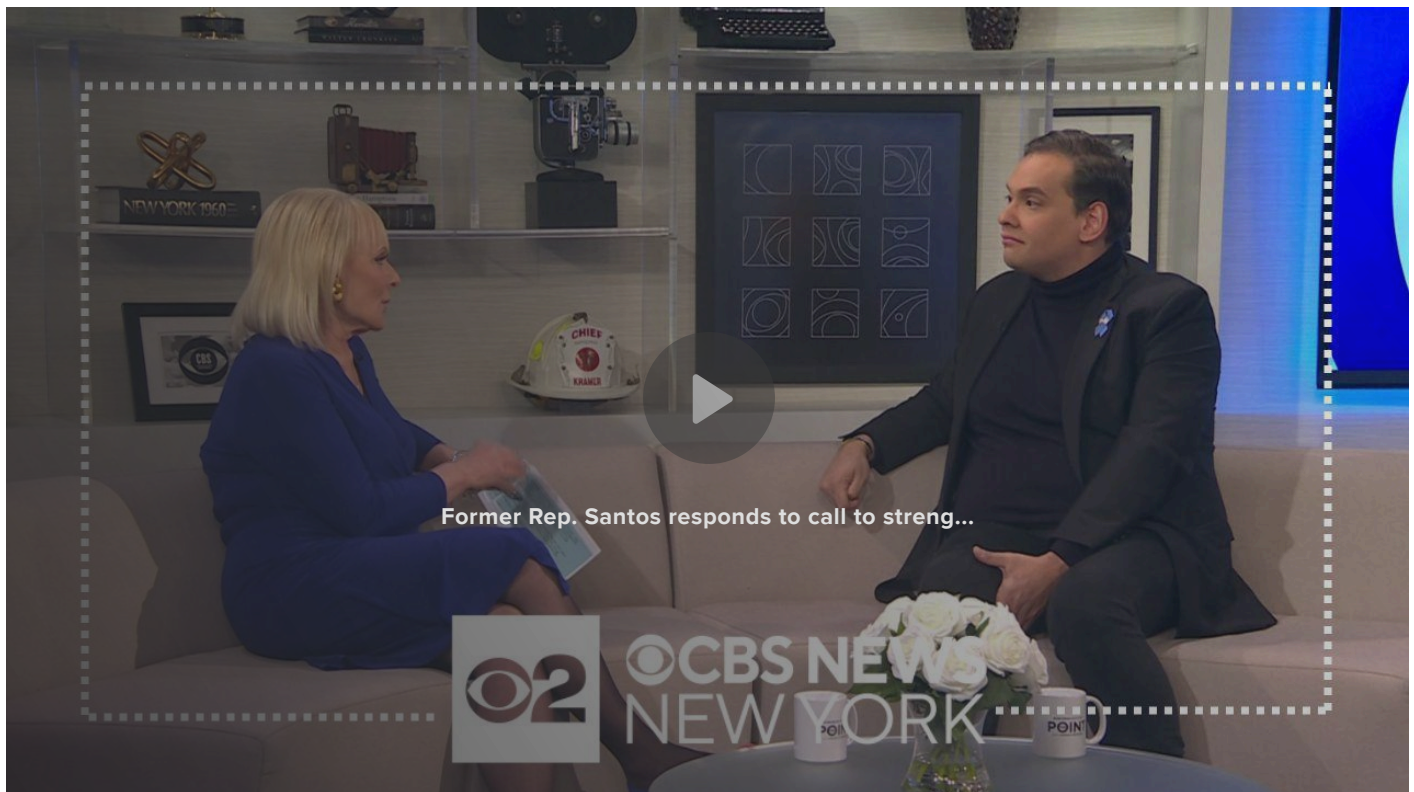 NEW YORK 1960
CBS
CHIEF
KRAMER
Former Rep. Santos responds to call to streng...
2
CBS NEWS
NEW YORK
POINT
POINT